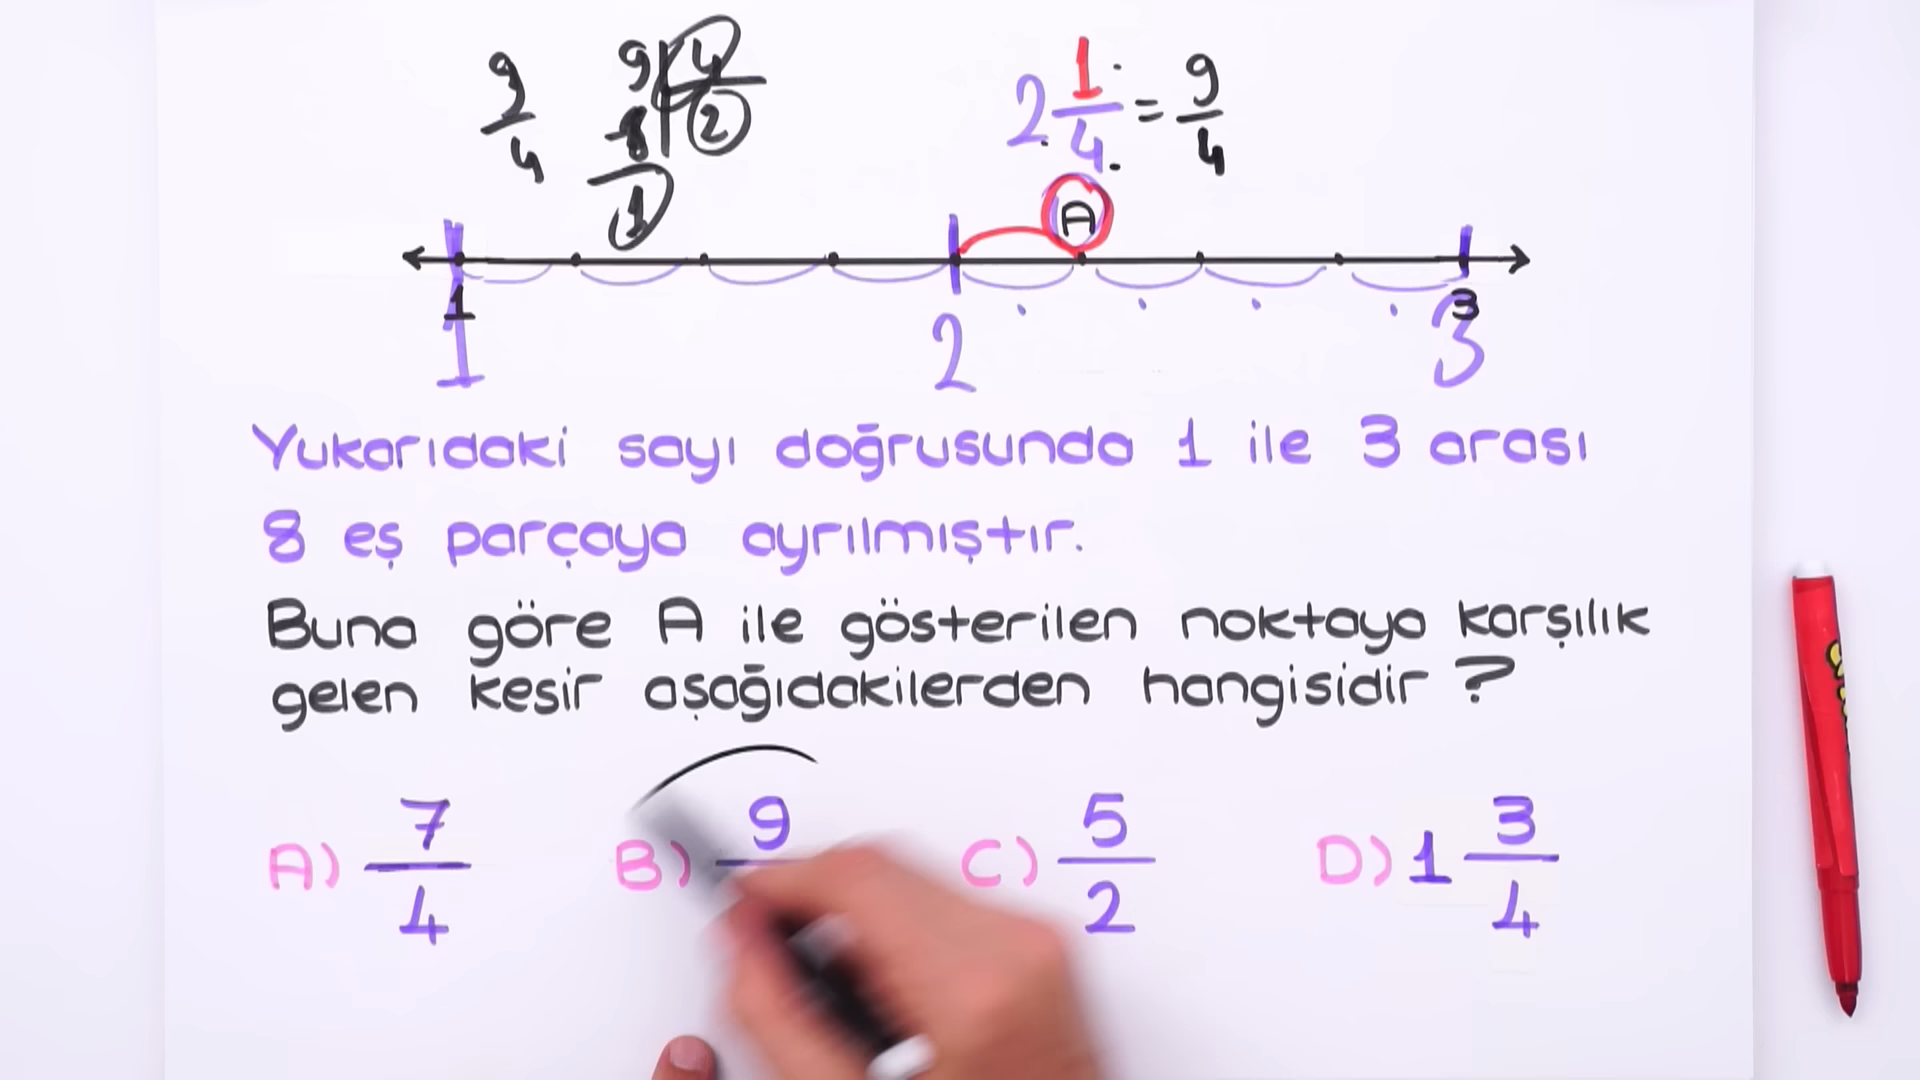 9/4
9 4
-8 2
1
2 1/4 = 9/4
A
1 3
1 2 3
Yukarıdaki sayı doğrusunda 1 ile 3 arası
8 eş parçaya ayrılmıştır.
Buna göre A ile gösterilen noktaya karşılık
gelen kesir aşağıdakilerden hangisidir ?
A) 7/4 B) 9 C) 5/2 D) 1 3/4